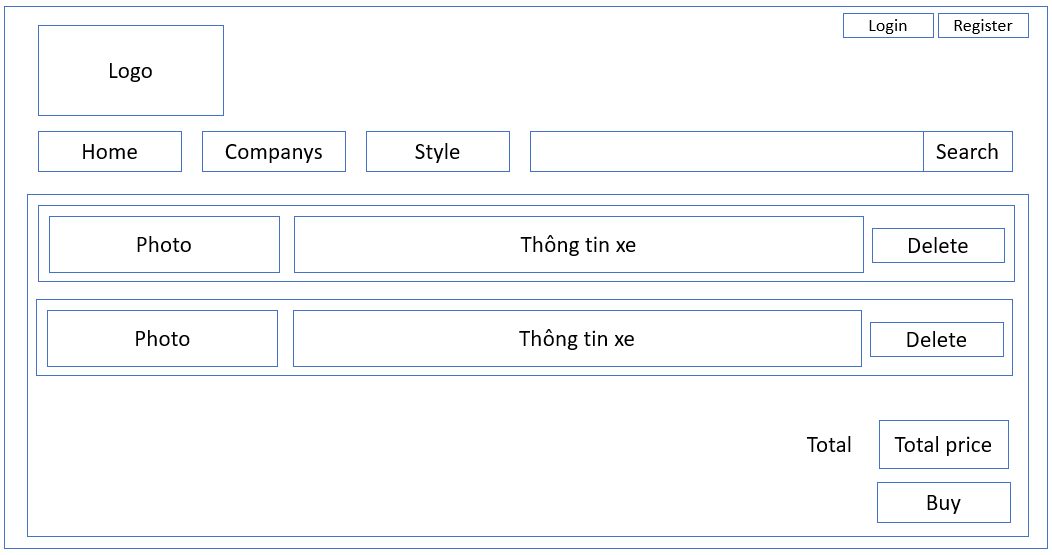 Login
Register
Logo
Home
Companys
Style
Search
Photo
Thông tin xe
Delete
Photo
Thông tin xe
Delete
Total
Total price
Buy